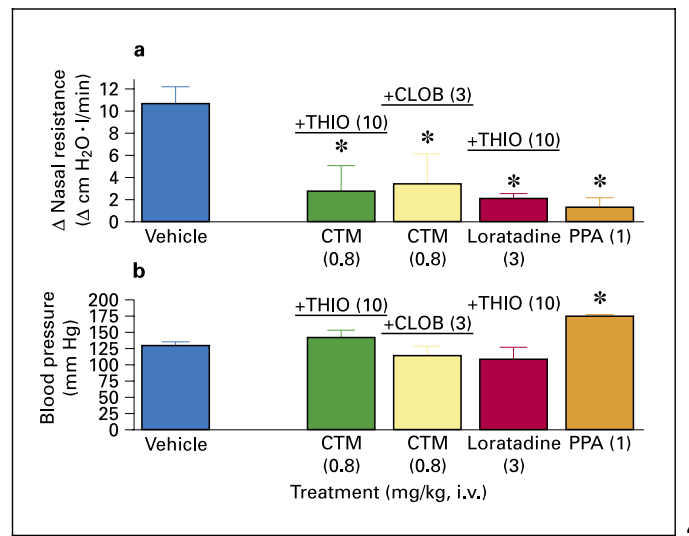 a
Δ Nasal resistance
(Δ cm H₂O · l/min)
12
10
8
6
4
2
0
+THIO (10)
+CLOB (3)
+THIO (10)
*
*
*
*
Vehicle
CTM
(0.8)
CTM
(0.8)
Loratadine
(3)
PPA (1)
b
Blood pressure
(mm Hg)
200
175
150
125
100
75
50
25
0
+THIO (10)
+CLOB (3)
+THIO (10)
*
Vehicle
CTM
(0.8)
CTM
(0.8)
Loratadine
(3)
PPA (1)
Treatment (mg/kg, i.v.)